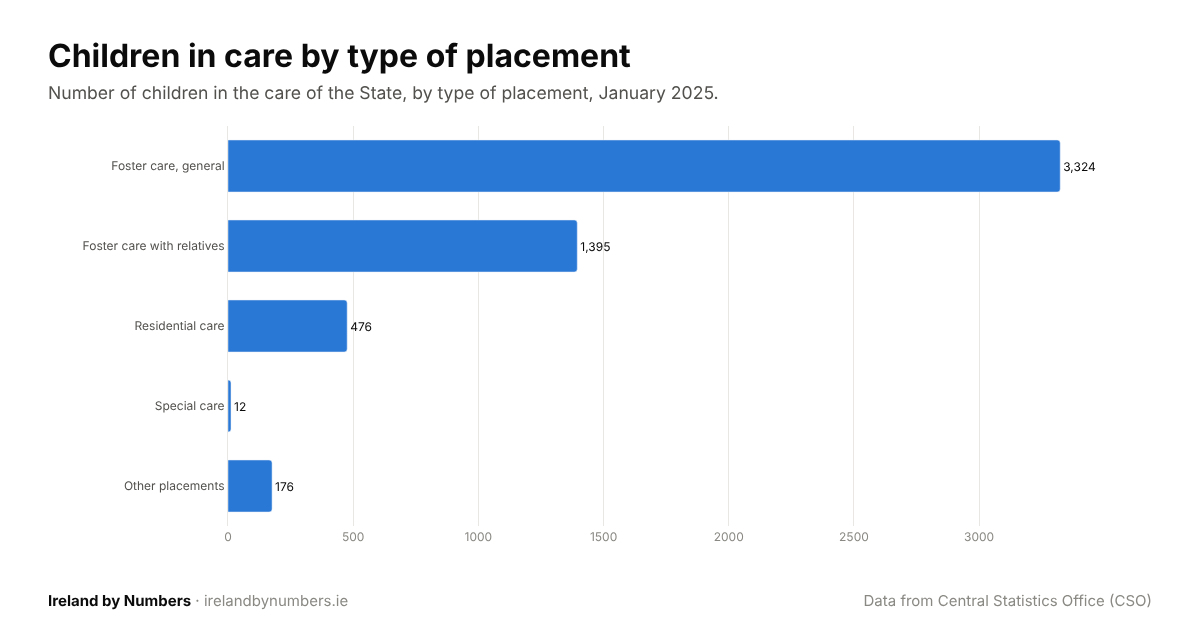 Children in care by type of placement
Number of children in the care of the State, by type of placement, January 2025.
Foster care, general
3,324
Foster care with relatives
1,395
Residential care
476
Special care
12
Other placements
176
0 500 1000 1500 2000 2500 3000
Ireland by Numbers · irelandbynumbers.ie
Data from Central Statistics Office (CSO)